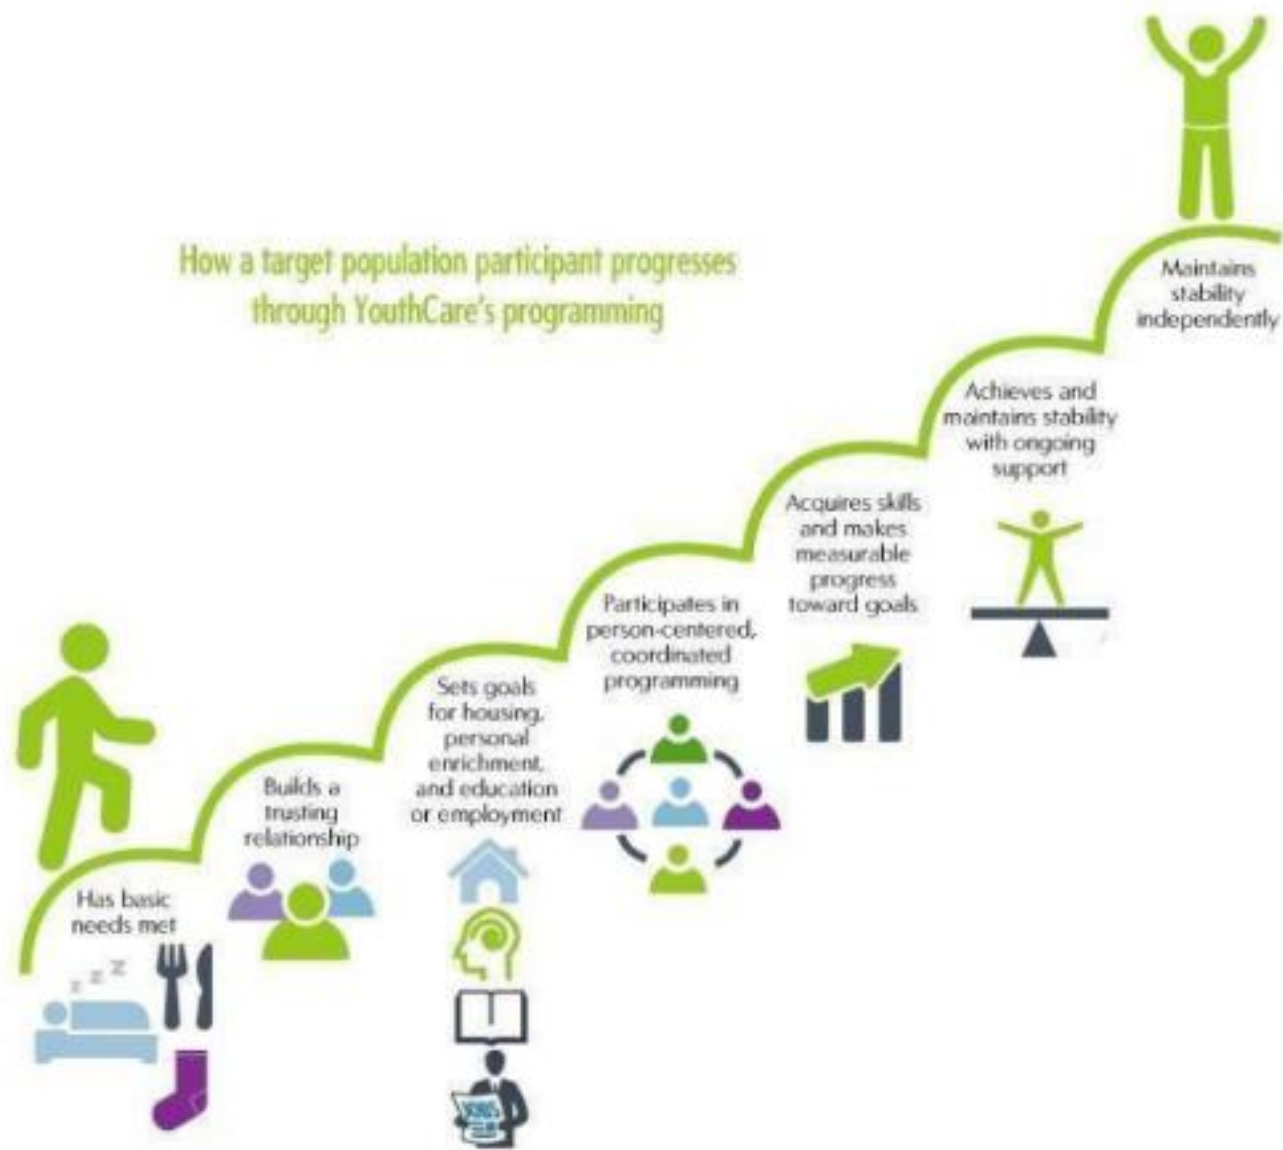 How a target population participant progresses
through YouthCare's programming
Has basic
needs met
z z z
Builds a
trusting
relationship
Sets goals
for housing,
personal
enrichment,
and education
or employment
JOBS
Participates in
person-centered,
coordinated
programming
Acquires skills
and makes
measurable
progress
toward goals
Achieves and
maintains stability
with ongoing
support
Maintains
stability
independently